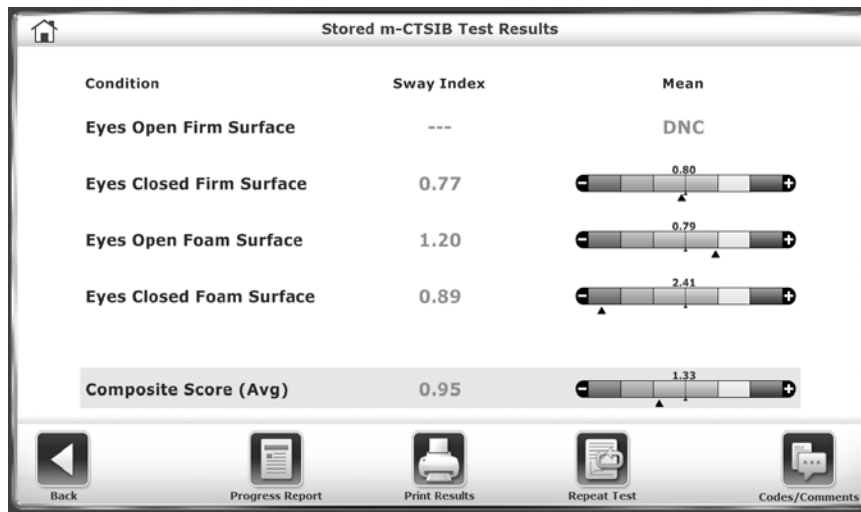 Stored m-CTSIB Test Results
Condition Sway Index Mean
Eyes Open Firm Surface --- DNC
Eyes Closed Firm Surface 0.77 0.80
Eyes Open Foam Surface 1.20 0.79
Eyes Closed Foam Surface 0.89 2.41
Composite Score (Avg) 0.95 1.33
Back Progress Report Print Results Repeat Test Codes/Comments